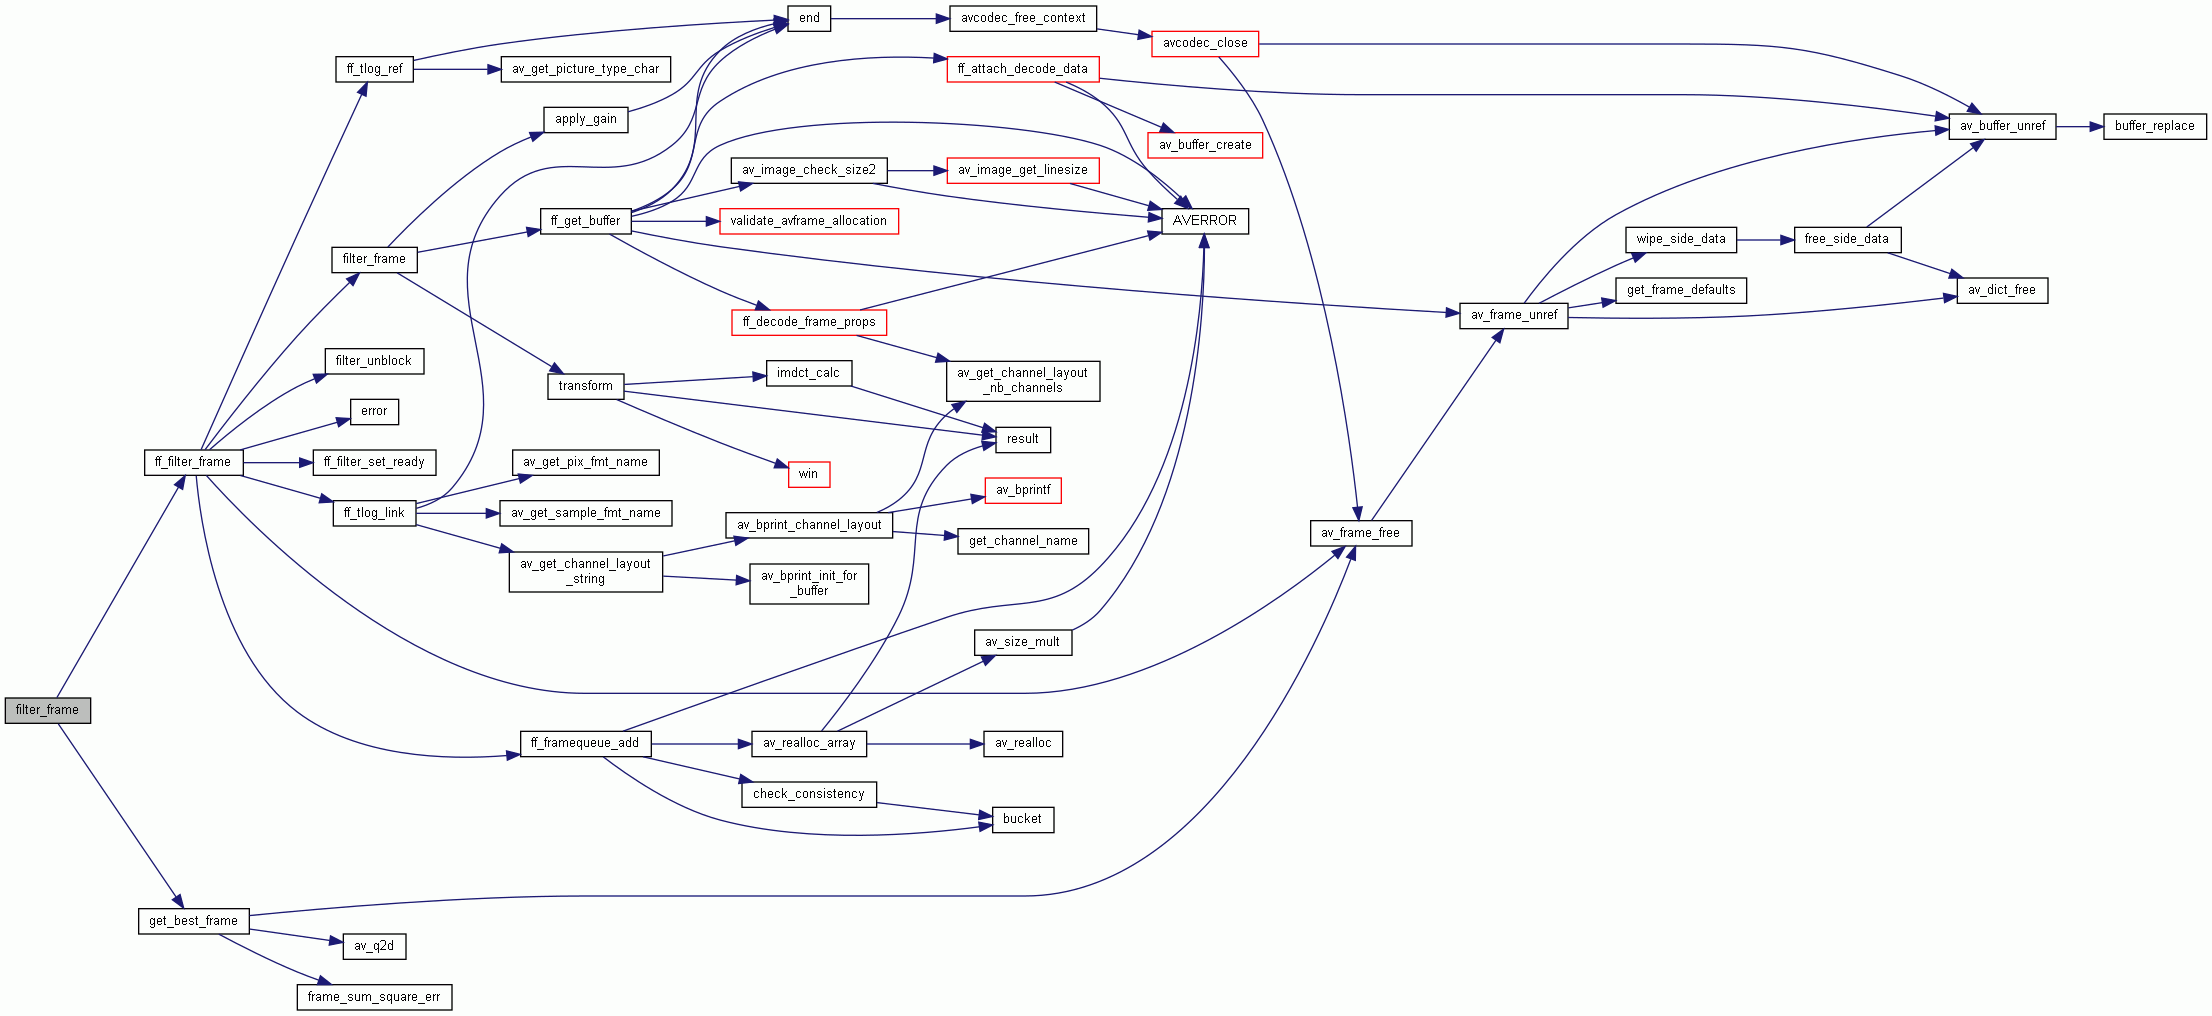 end
avcodec_free_context
avcodec_close
ff_tlog_ref
av_get_picture_type_char
ff_attach_decode_data
apply_gain
av_buffer_create
av_buffer_unref
buffer_replace
av_image_check_size2
av_image_get_linesize
ff_get_buffer
validate_avframe_allocation
AVERROR
filter_frame
wipe_side_data
free_side_data
get_frame_defaults
av_dict_free
ff_decode_frame_props
av_frame_unref
filter_unblock
transform
imdct_calc
av_get_channel_layout
_nb_channels
error
result
ff_filter_frame
ff_filter_set_ready
av_get_pix_fmt_name
win
av_bprintf
ff_tlog_link
av_get_sample_fmt_name
av_bprint_channel_layout
get_channel_name
av_frame_free
av_get_channel_layout
_string
av_bprint_init_for
_buffer
av_size_mult
filter_frame
ff_framequeue_add
av_realloc_array
av_realloc
check_consistency
bucket
get_best_frame
av_q2d
frame_sum_square_err